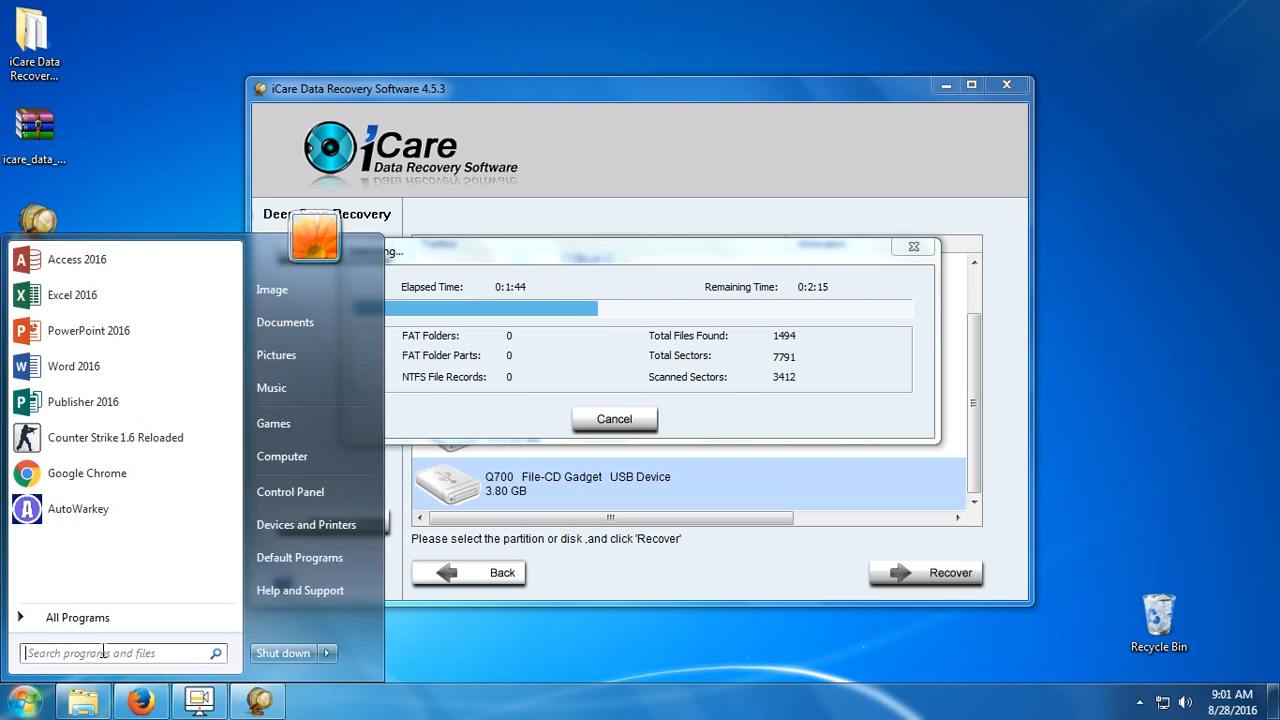 iCare Data
Recover...
icare_data_...
iCare Data Recovery Software 4.5.3
iCare
Data Recovery Software
Deep Scan Recovery
Elapsed Time: 0:1:44 Remaining Time: 0:2:15
FAT Folders: 0 Total Files Found: 1494
FAT Folder Parts: 0 Total Sectors: 7791
NTFS File Records: 0 Scanned Sectors: 3412
Cancel
Q700 File-CD Gadget USB Device
3.80 GB
Please select the partition or disk ,and click 'Recover'
Back
Recover
Access 2016
Excel 2016
PowerPoint 2016
Word 2016
Publisher 2016
Counter Strike 1.6 Reloaded
Google Chrome
AutoWarkey
All Programs
Search programs and files
Image
Documents
Pictures
Music
Games
Computer
Control Panel
Devices and Printers
Default Programs
Help and Support
Shut down
Recycle Bin
9:01 AM
8/28/2016